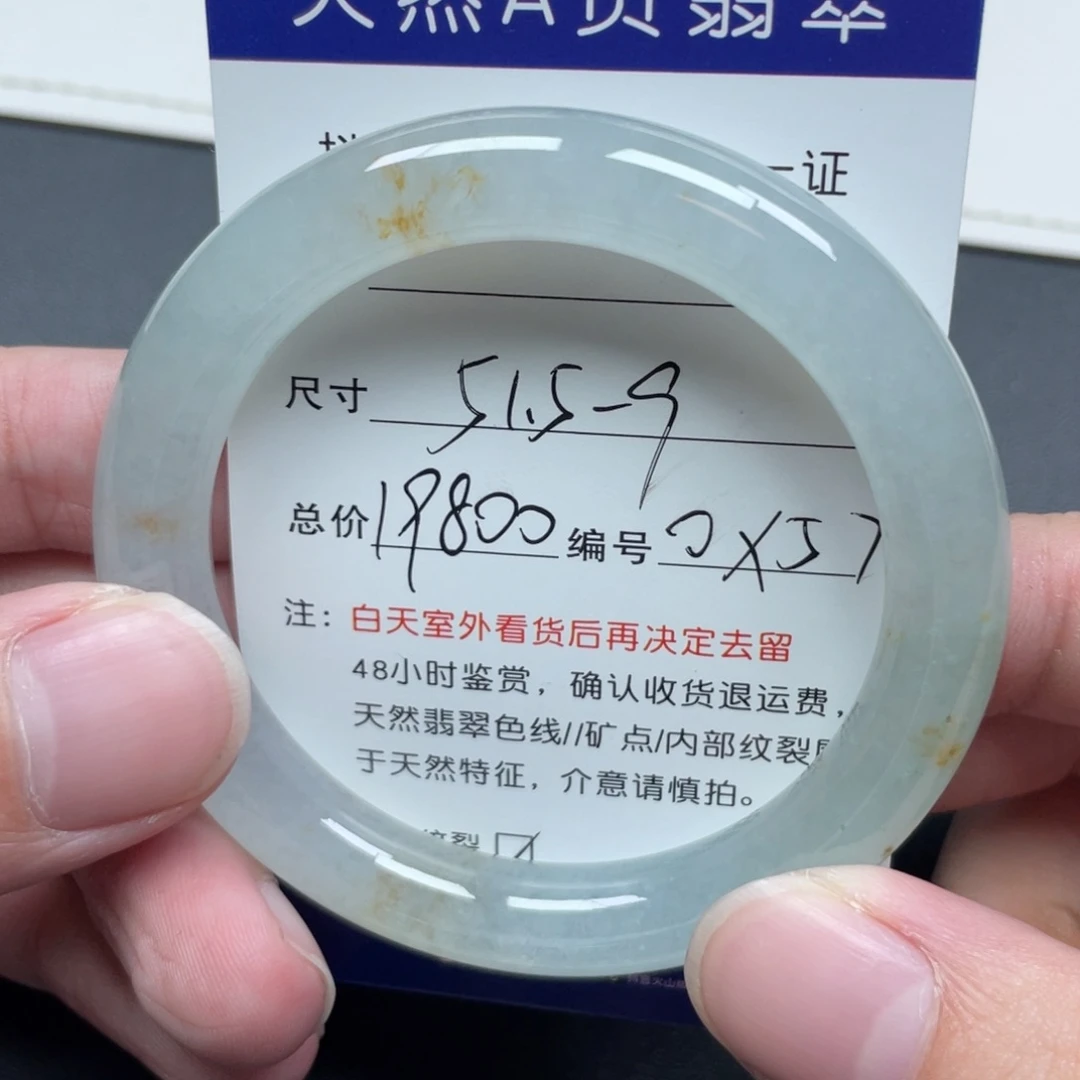 天然A货翡翠
一证
尺寸 51.5-9
总价 19800 编号 0X57
注：白天室外看货后再决定去留
48小时鉴赏，确认收货退运费，
天然翡翠色线//矿点/内部纹裂
于天然特征，介意请慎拍。
纹裂 ☑